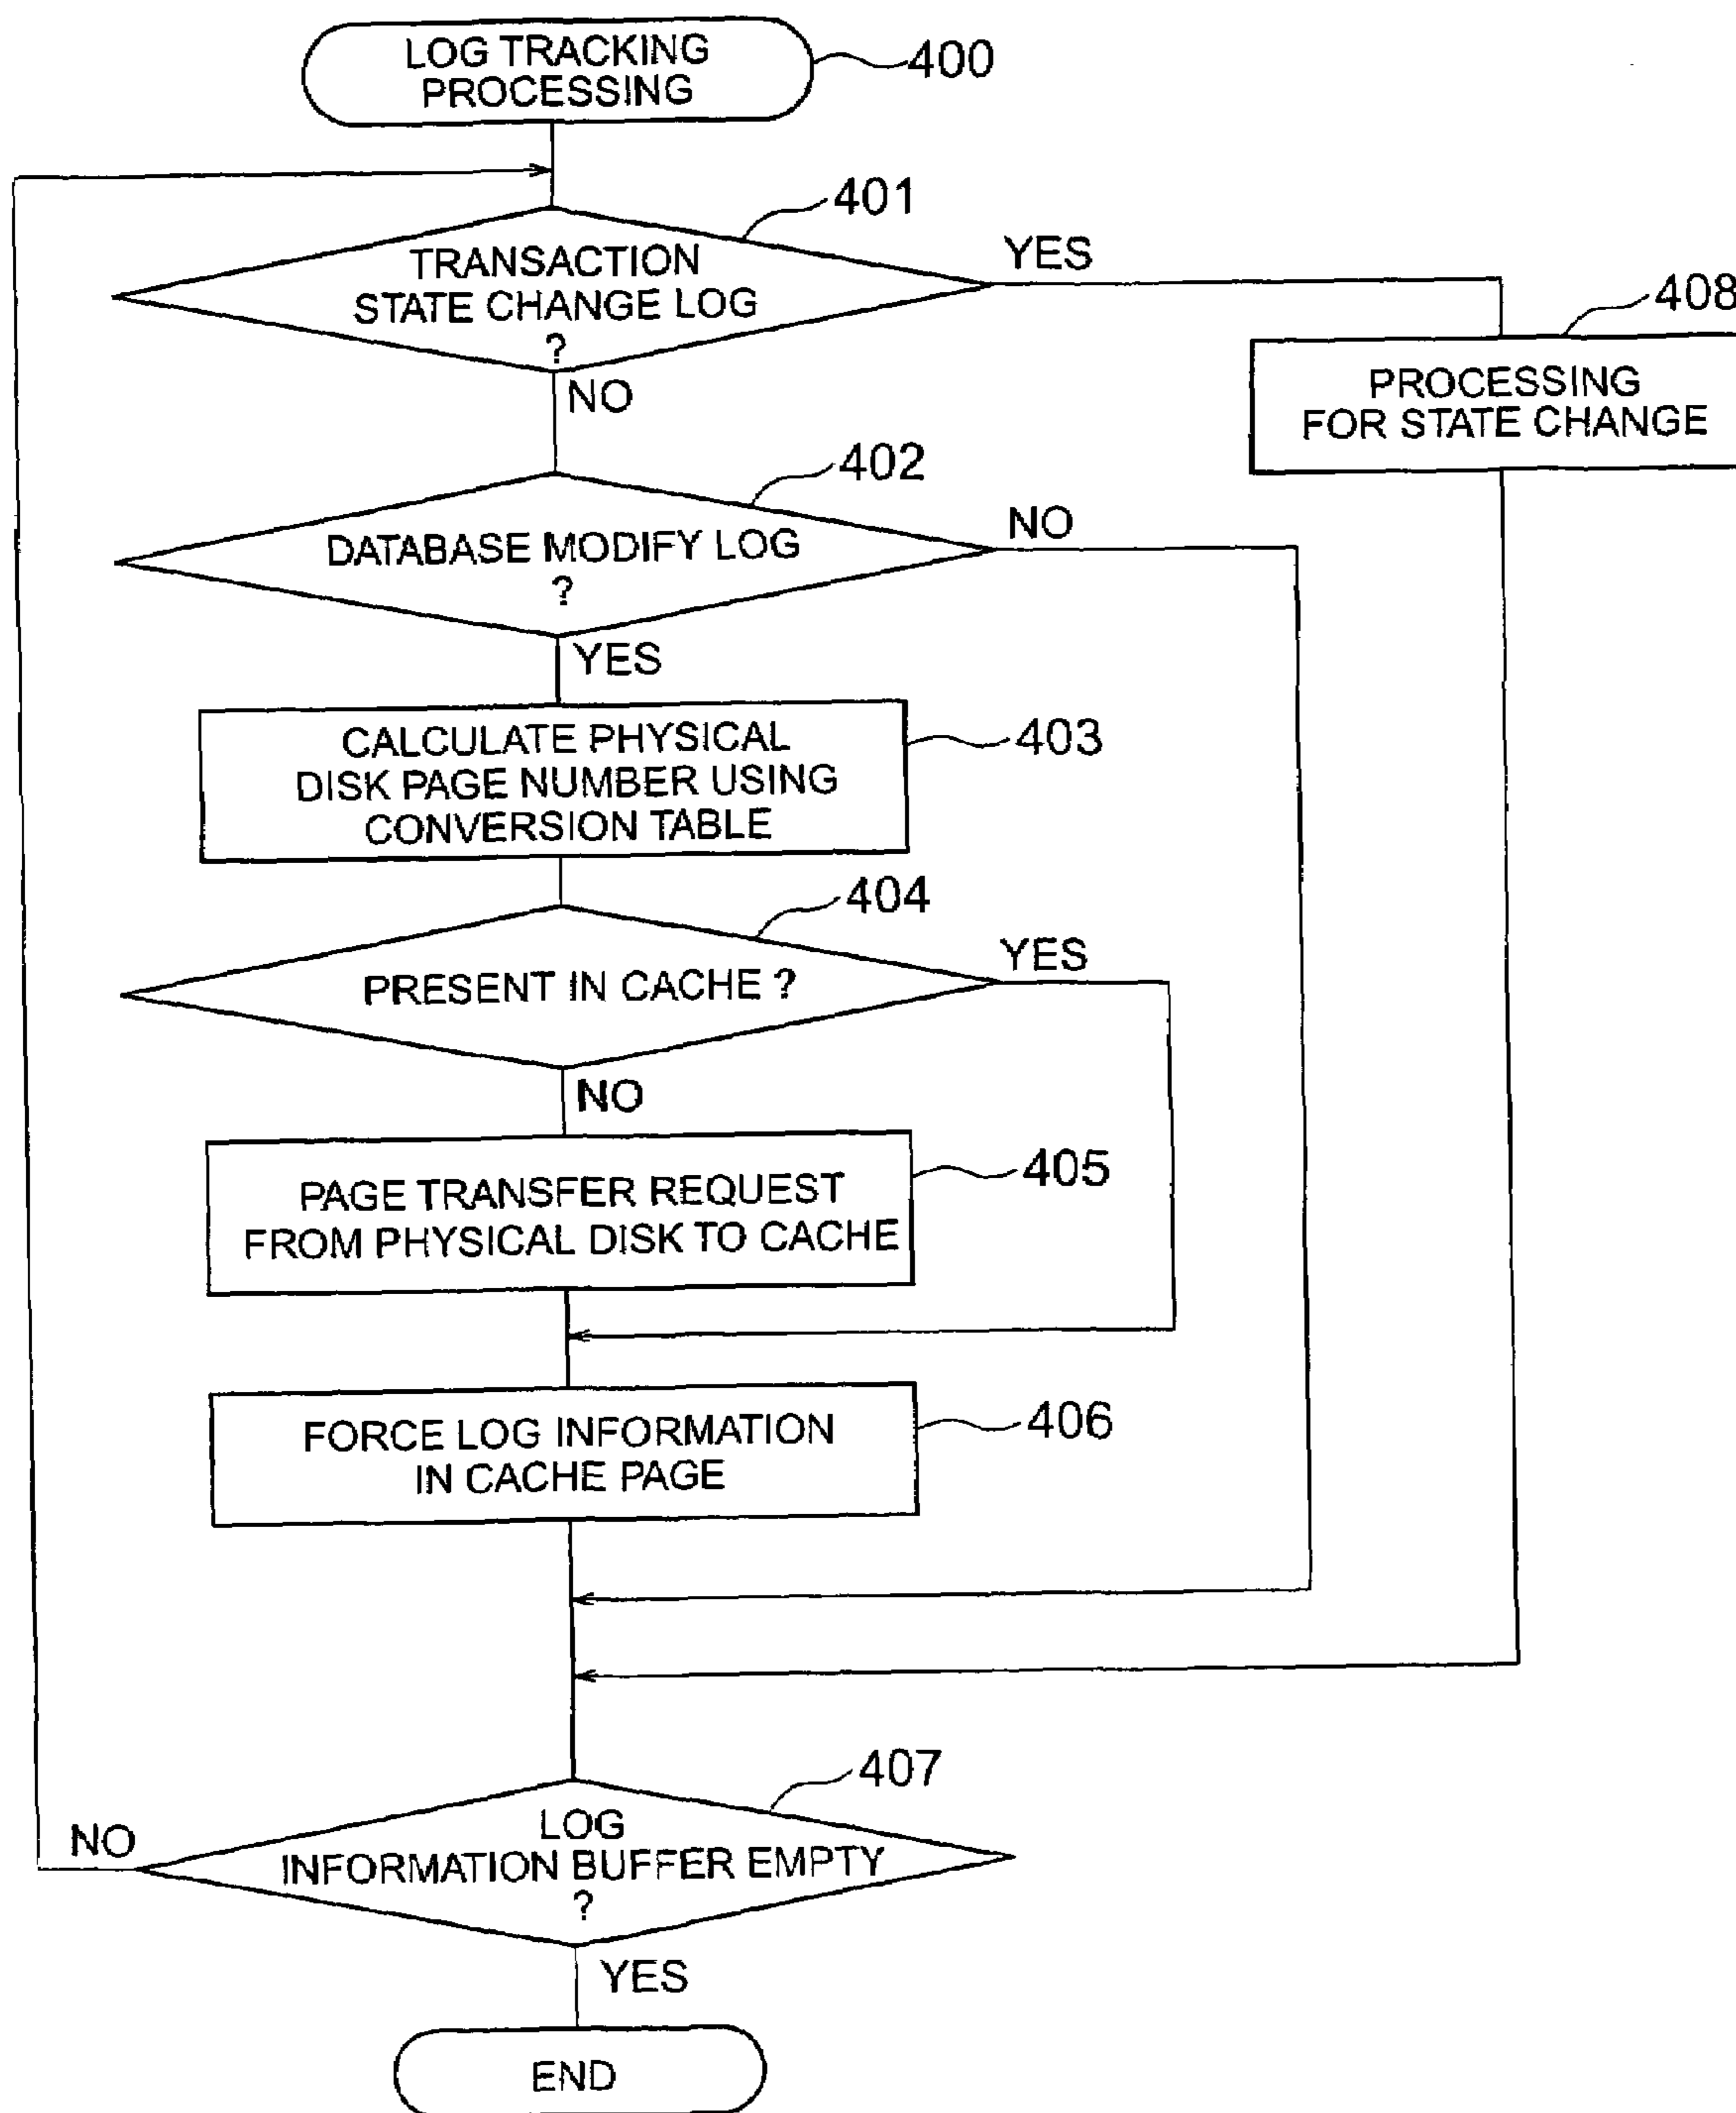 LOG TRACKING
PROCESSING
400
401
TRANSACTION
STATE CHANGE LOG
?
YES
NO
408
PROCESSING
FOR STATE CHANGE
402
DATABASE MODIFY LOG
?
NO
YES
CALCULATE PHYSICAL
DISK PAGE NUMBER USING
CONVERSION TABLE
403
404
PRESENT IN CACHE ?
YES
NO
PAGE TRANSFER REQUEST
FROM PHYSICAL DISK TO CACHE
405
FORCE LOG INFORMATION
IN CACHE PAGE
406
407
LOG
INFORMATION BUFFER EMPTY
?
NO
YES
END